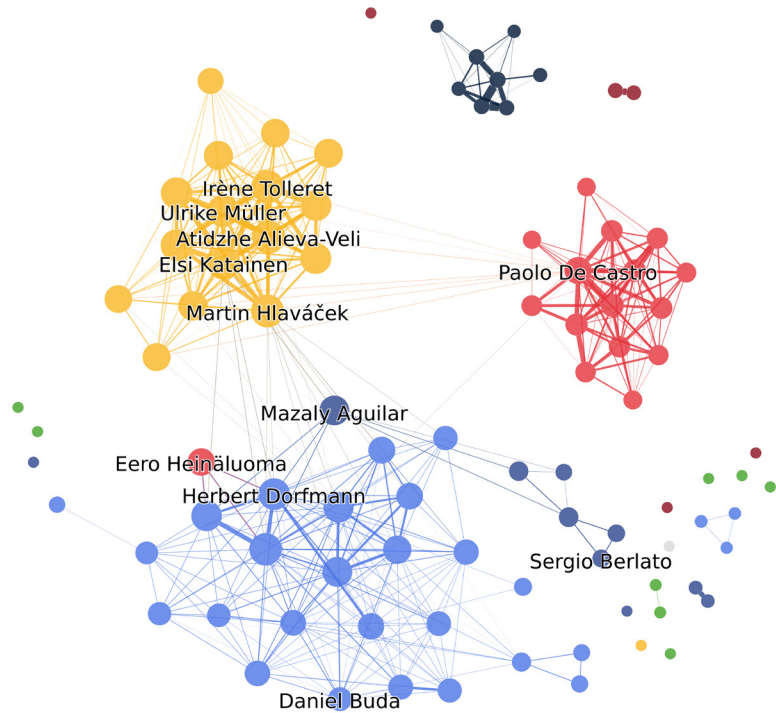 Irène Tolleret
Ulrike Müller
Atidzhe Alieva-Veli
Elsi Katainen
Paolo De Castro
Martin Hlaváček
Mazaly Aguilar
Eero Heinäluoma
Herbert Dorfmann
Sergio Berlato
Daniel Buda